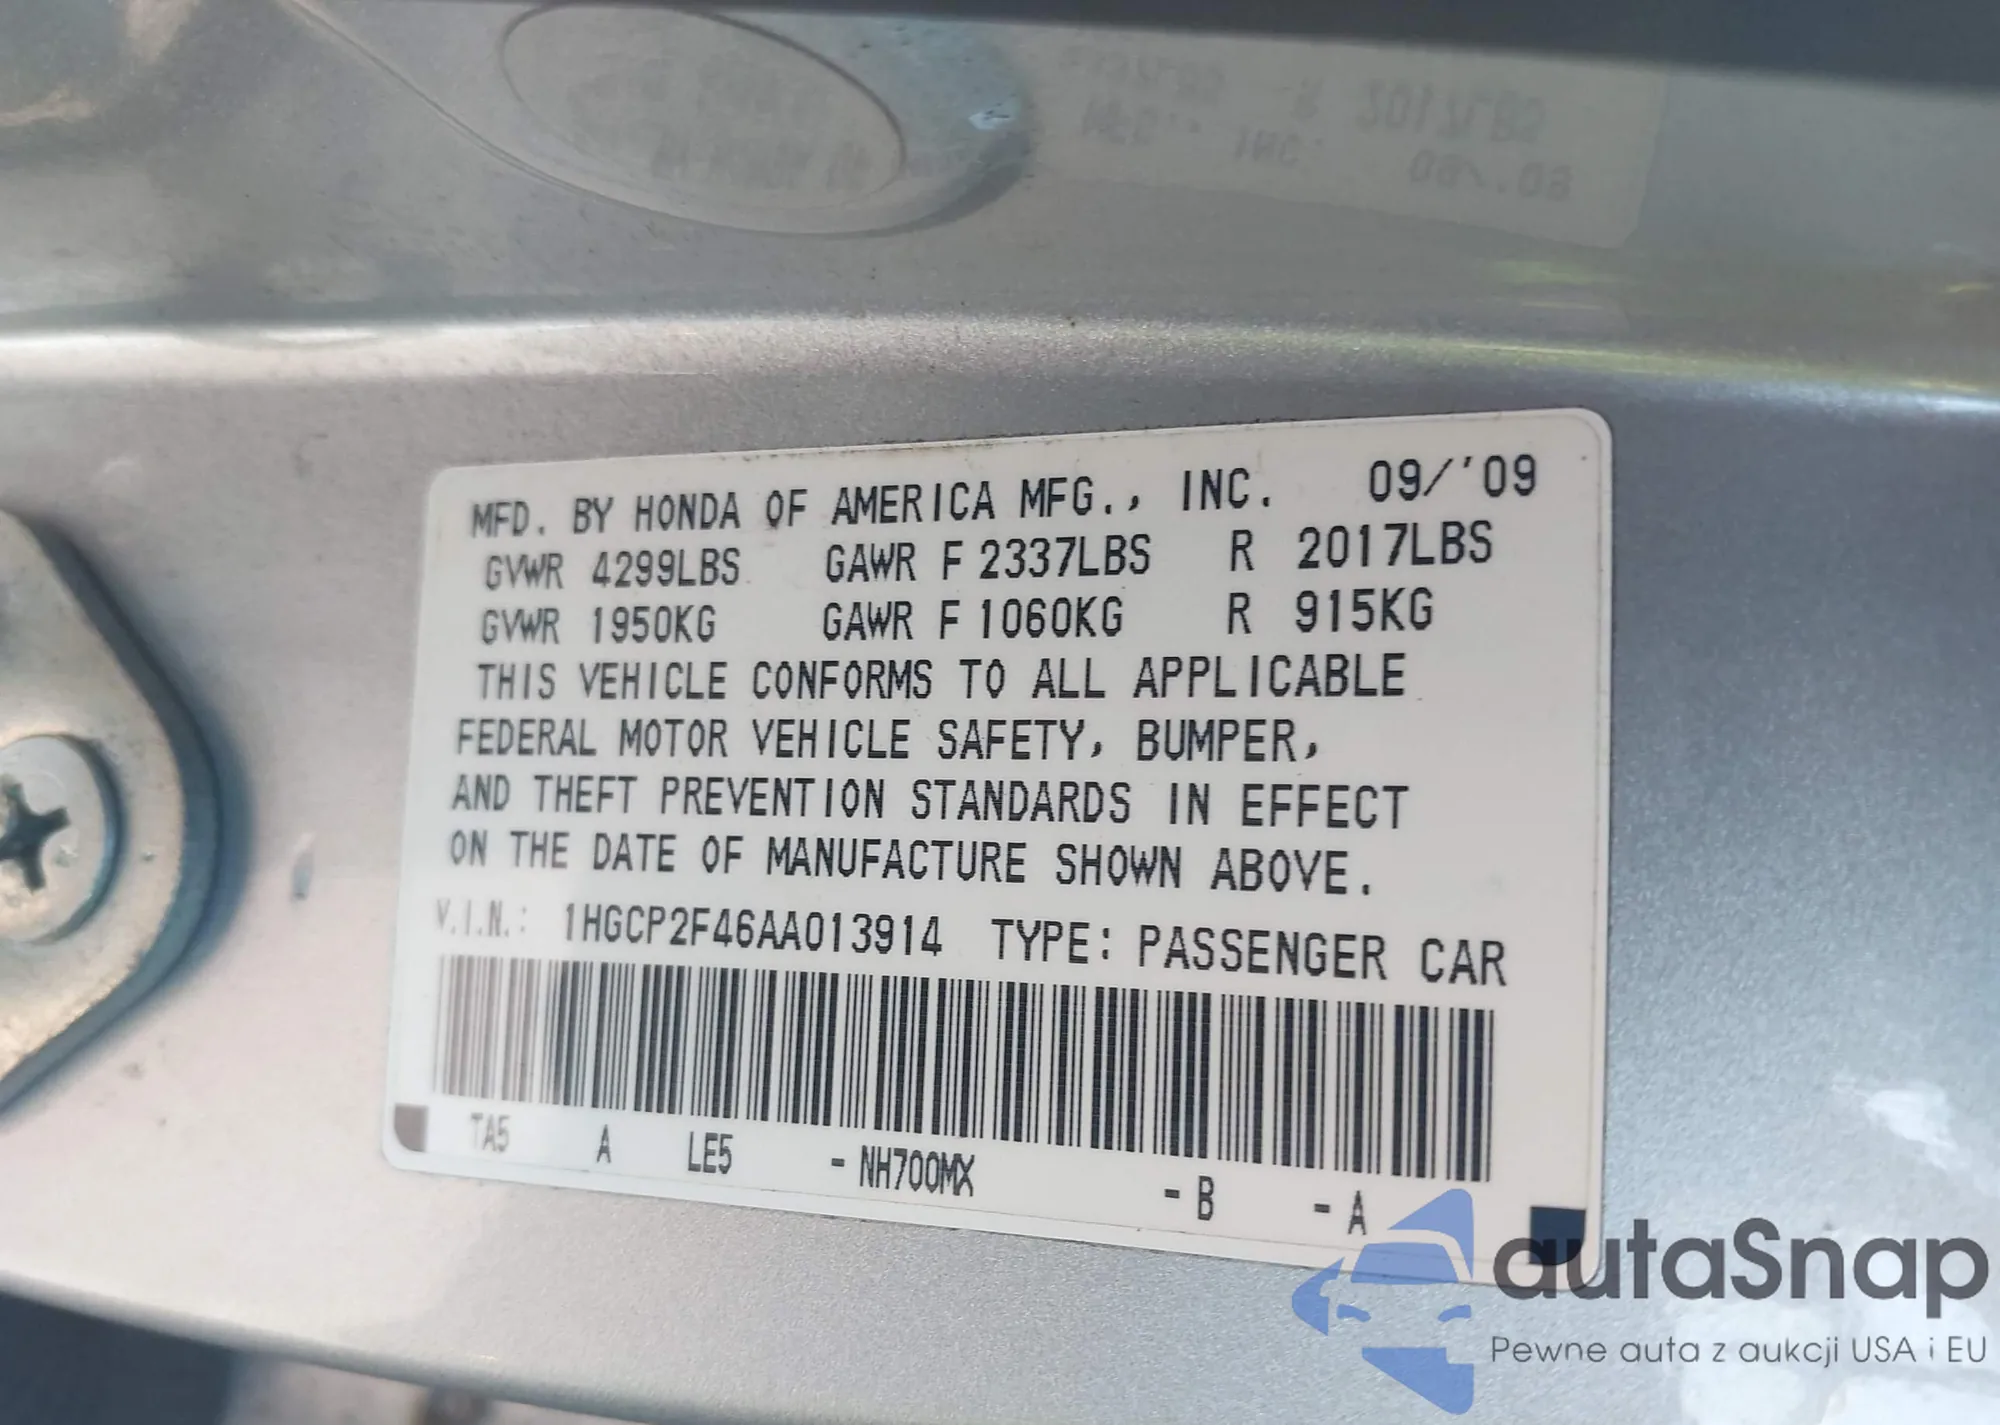 MFD. BY HONDA OF AMERICA MFG., INC. 09/'09
GVWR 4299LBS GAWR F 2337LBS R 2017LBS
GVWR 1950KG GAWR F 1060KG R 915KG
THIS VEHICLE CONFORMS TO ALL APPLICABLE
FEDERAL MOTOR VEHICLE SAFETY, BUMPER,
AND THEFT PREVENTION STANDARDS IN EFFECT
ON THE DATE OF MANUFACTURE SHOWN ABOVE.
V.I.N.: 1HGCP2F46AA013914 TYPE: PASSENGER CAR
TA5 A LE5 - NH700MX - B - A
autaSnap
Pewne auta z aukcji USA i EU